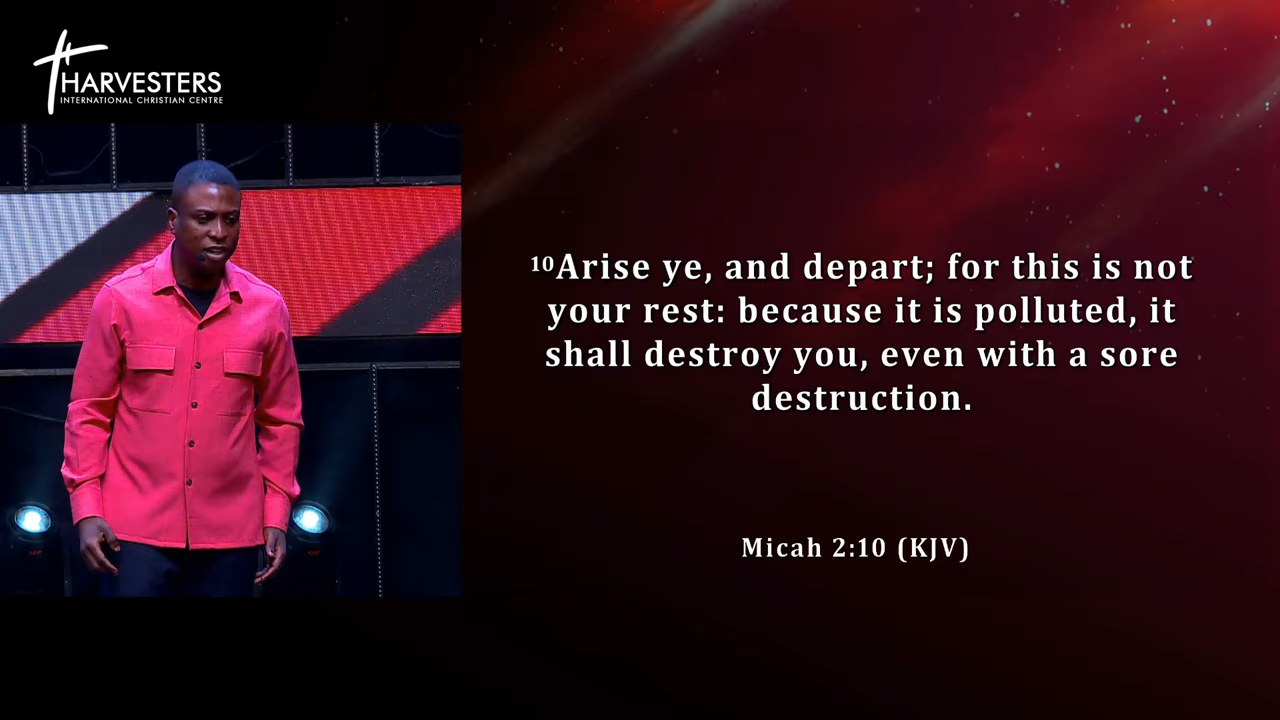 HARVESTERS
INTERNATIONAL CHRISTIAN CENTRE
¹⁰Arise ye, and depart; for this is not
your rest: because it is polluted, it
shall destroy you, even with a sore
destruction.
Micah 2:10 (KJV)